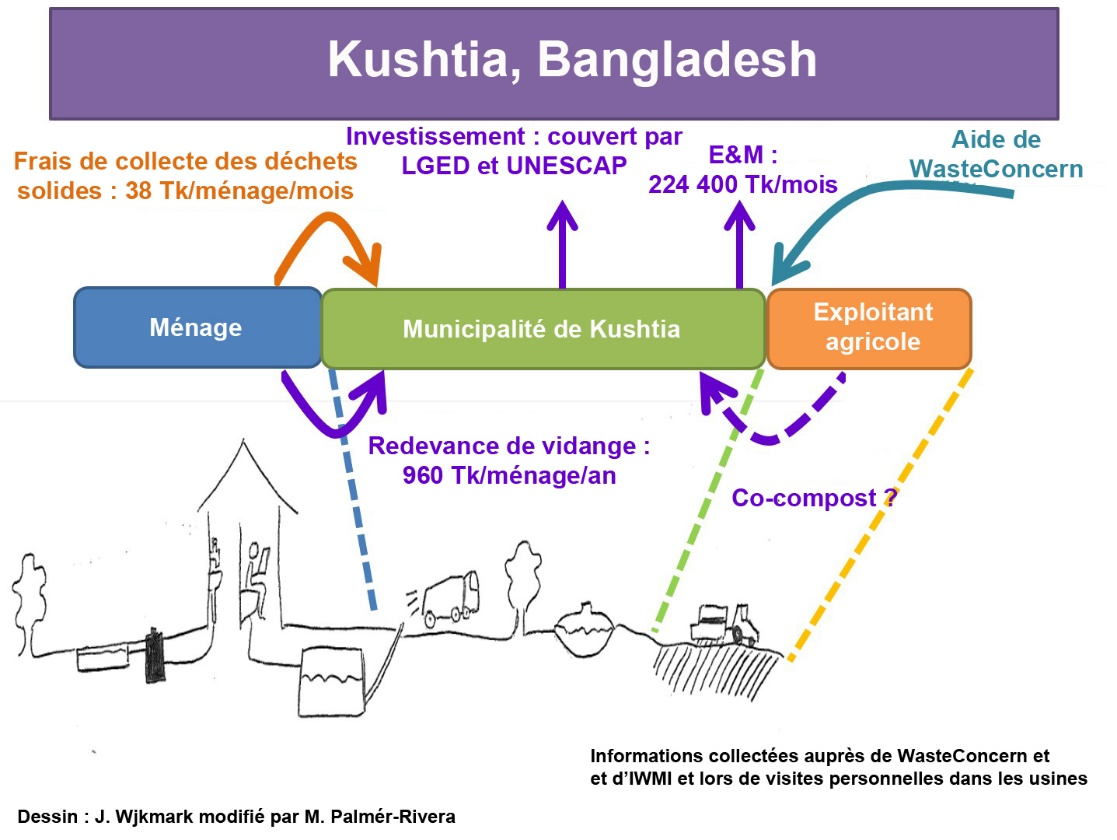 Kushtia, Bangladesh
Frais de collecte des déchets
solides : 38 Tk/ménage/mois
Investissement : couvert par
LGED et UNESCAP
E&M :
224 400 Tk/mois
Aide de
WasteConcern
Ménage
Municipalité de Kushtia
Exploitant
agricole
Redevance de vidange :
960 Tk/ménage/an
Co-compost ?
Informations collectées auprès de WasteConcern et
et d’IWMI et lors de visites personnelles dans les usines
Dessin : J. Wjkmark modifié par M. Palmér-Rivera